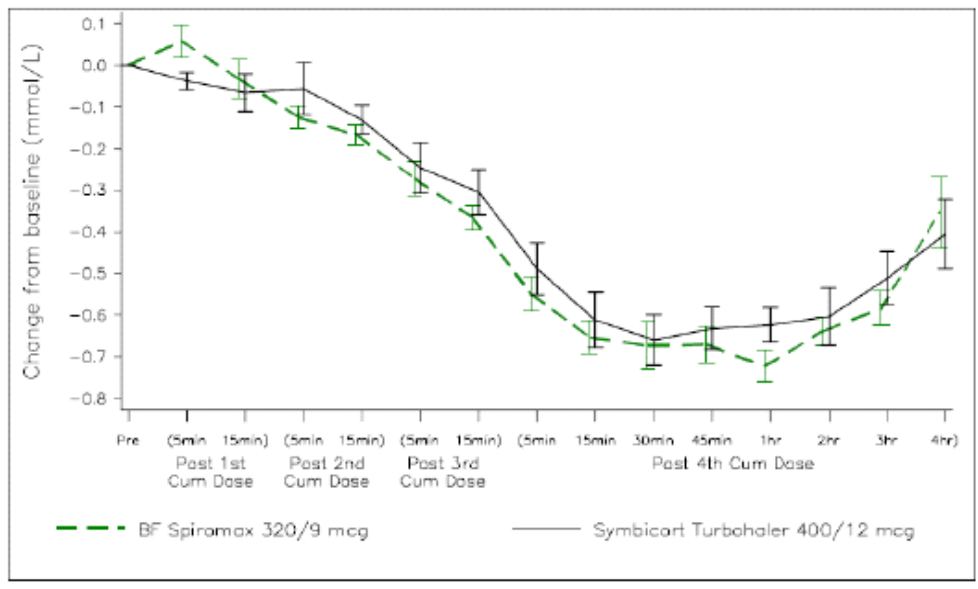 Change from baseline (mmol/L)
0.1
0.0
−0.1
−0.2
−0.3
−0.4
−0.5
−0.6
−0.7
−0.8
Pre (5min 15min) (5min 15min) (5min 15min) (5min 15min 30min 45min 1hr 2hr 3hr 4hr)
Post 1st Post 2nd Post 3rd Post 4th Cum Dose
Cum Dose Cum Dose Cum Dose
BF Spiromax 320/9 mcg Symbicort Turbohaler 400/12 mcg